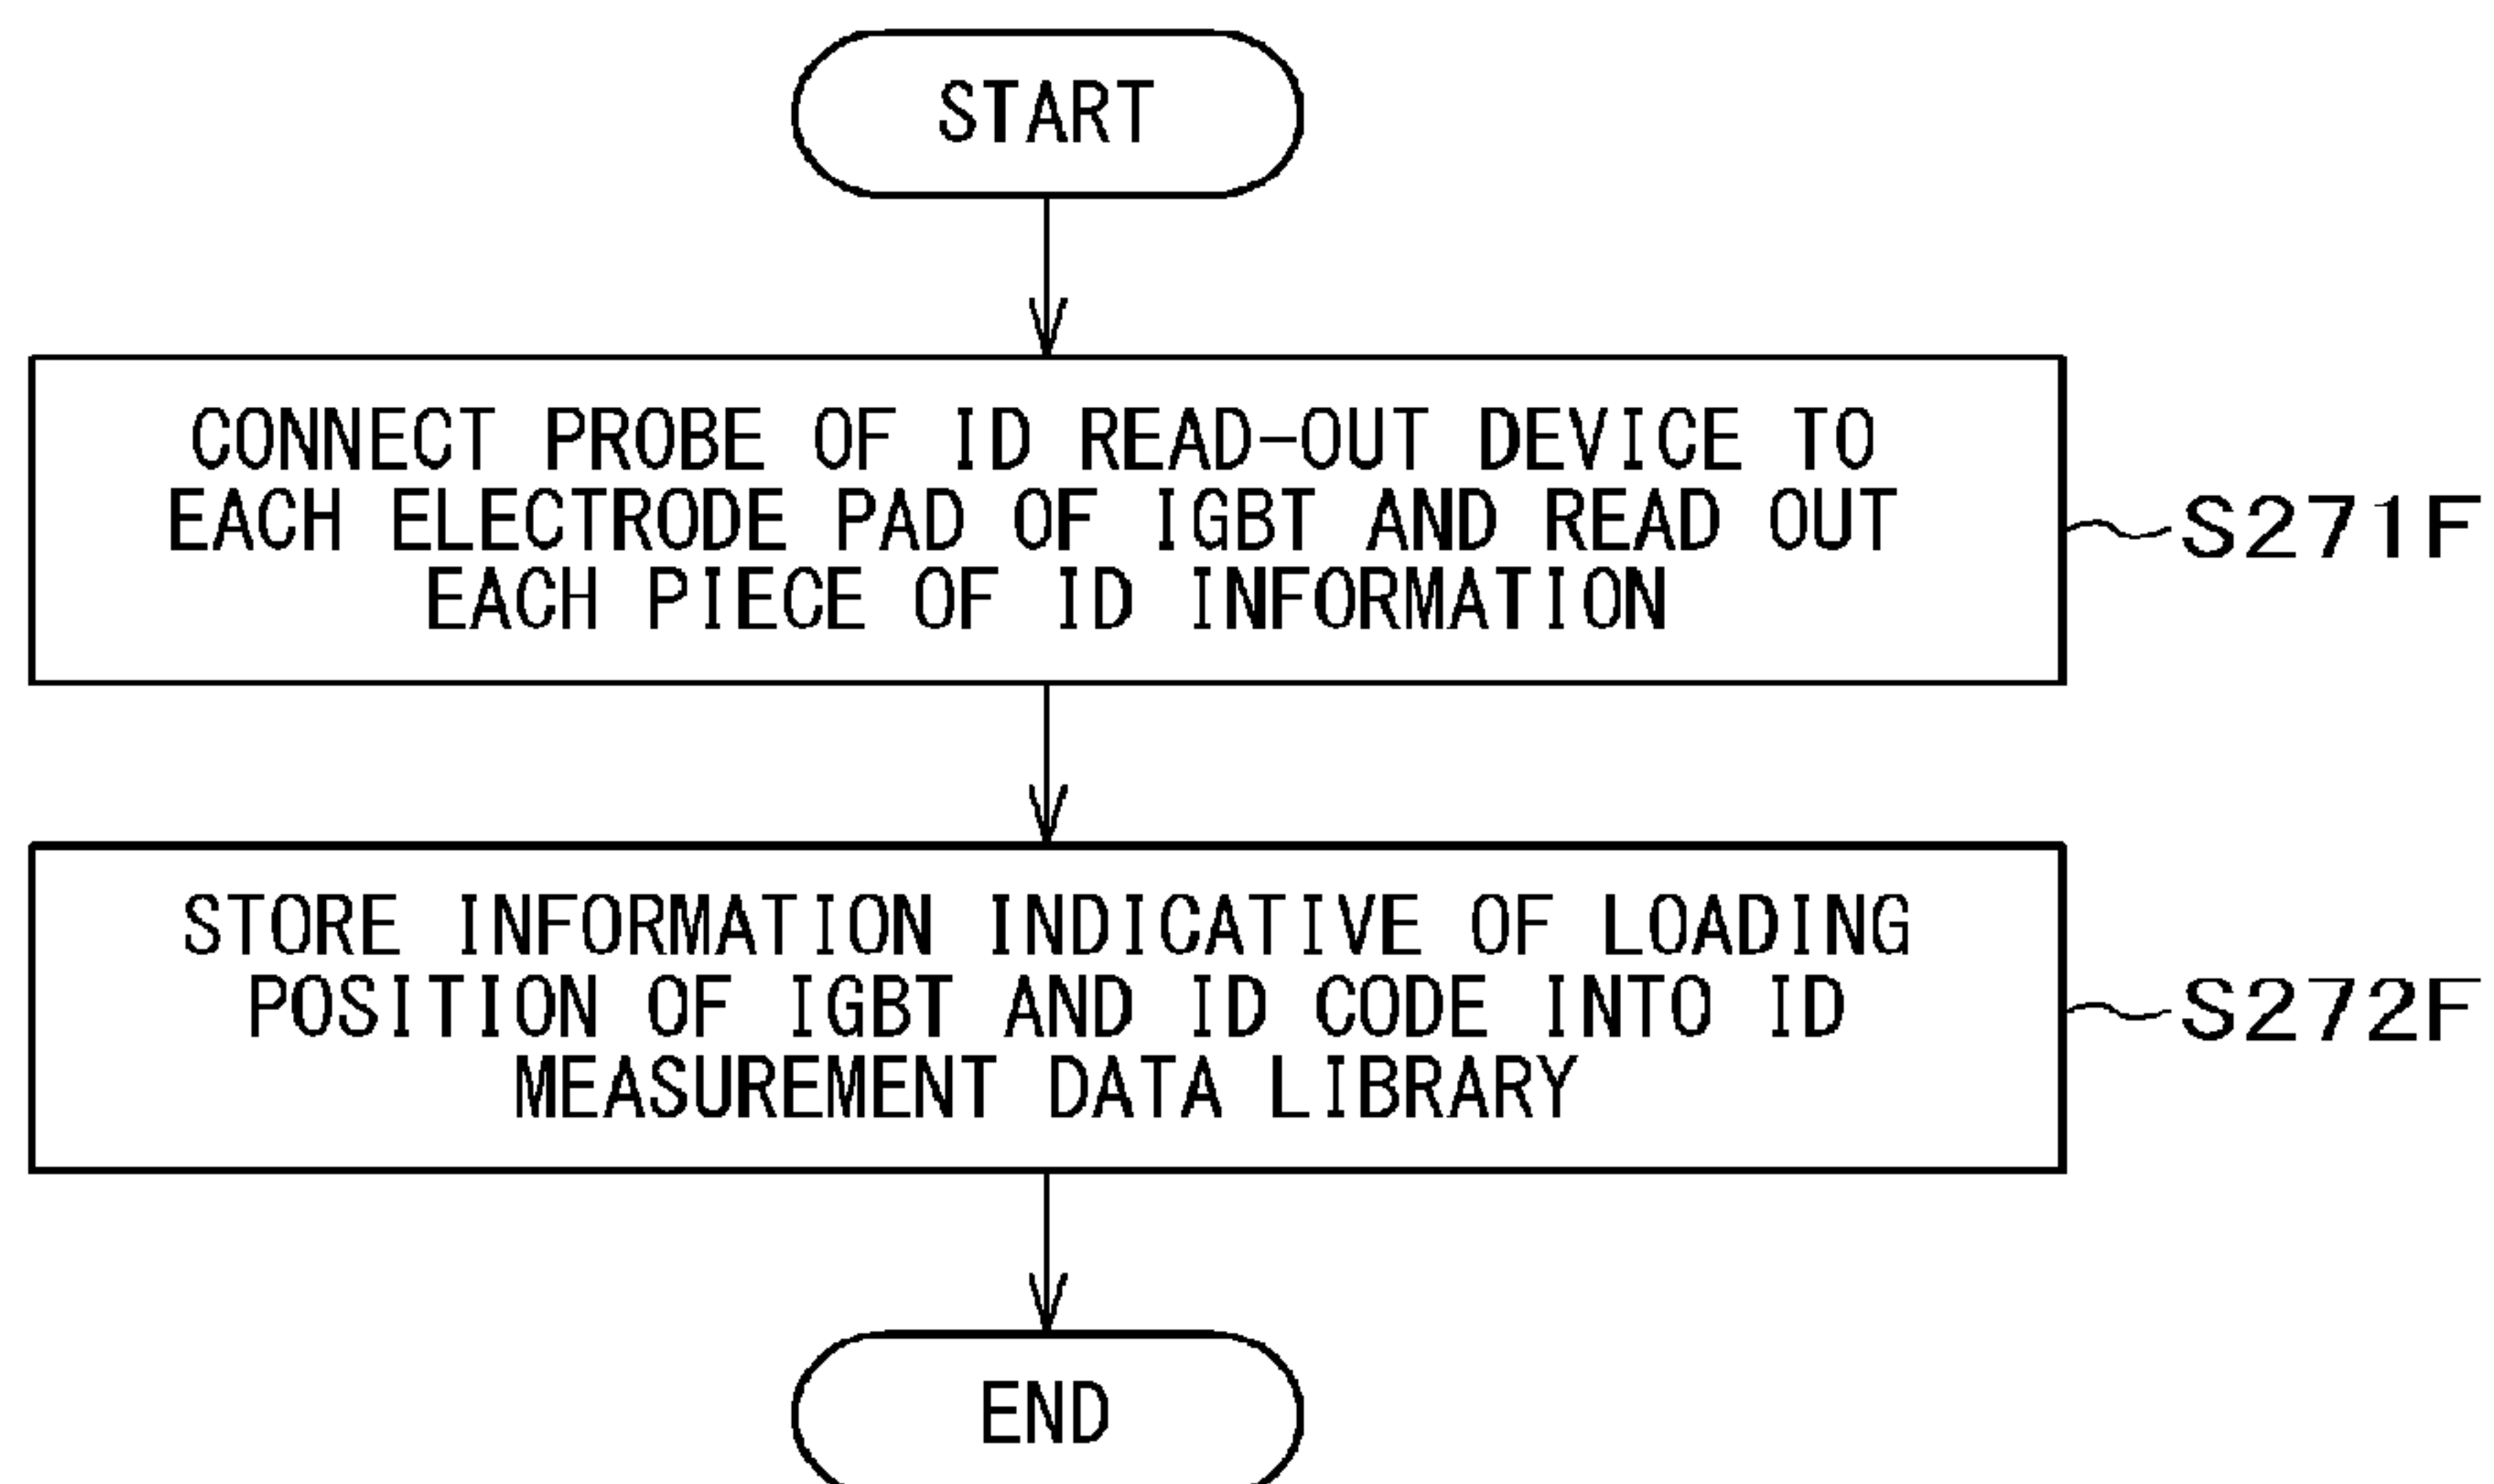 START
CONNECT PROBE OF ID READ-OUT DEVICE TO
EACH ELECTRODE PAD OF IGBT AND READ OUT
EACH PIECE OF ID INFORMATION
S271F
STORE INFORMATION INDICATIVE OF LOADING
POSITION OF IGBT AND ID CODE INTO ID
MEASUREMENT DATA LIBRARY
S272F
END